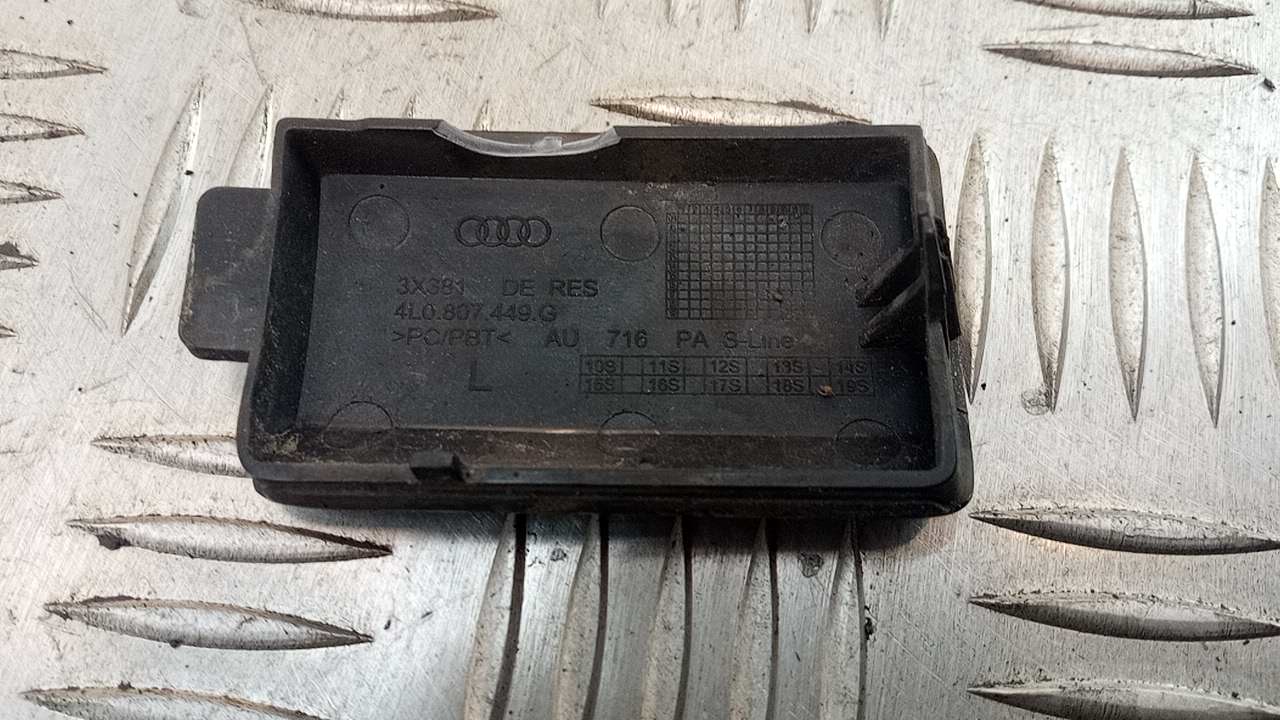 3X381 DE RES
4L0.807.449.G
>PC/PBT< AU 716 PA S-Line
L
10S 11S 12S 13S 14S
15S 16S 17S 18S 19S